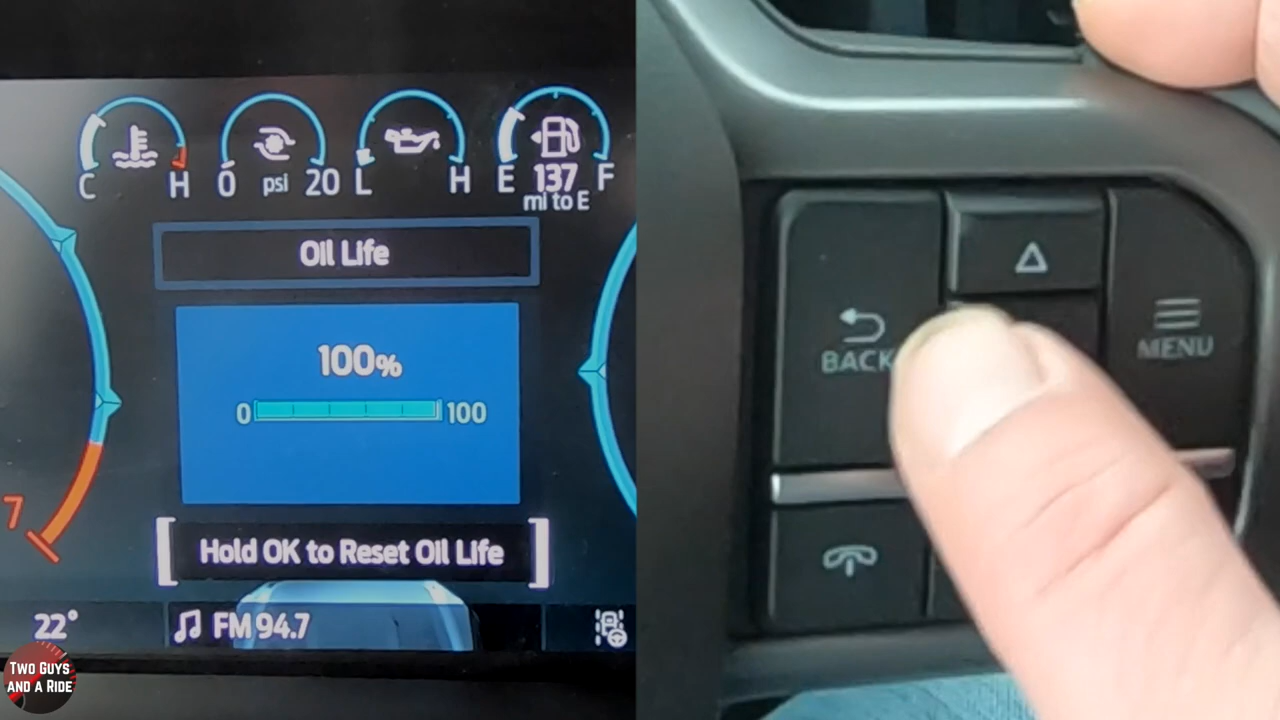 C H
0 psi 20
L H
E 137 F
mi to E
Oil Life
100%
0 100
Hold OK to Reset Oil Life
7
22°
FM 94.7
TWO GUYS
AND A RIDE
BACK
MENU